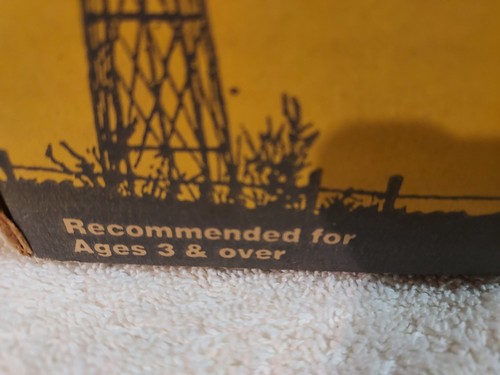 Recommended for
Ages 3 & over